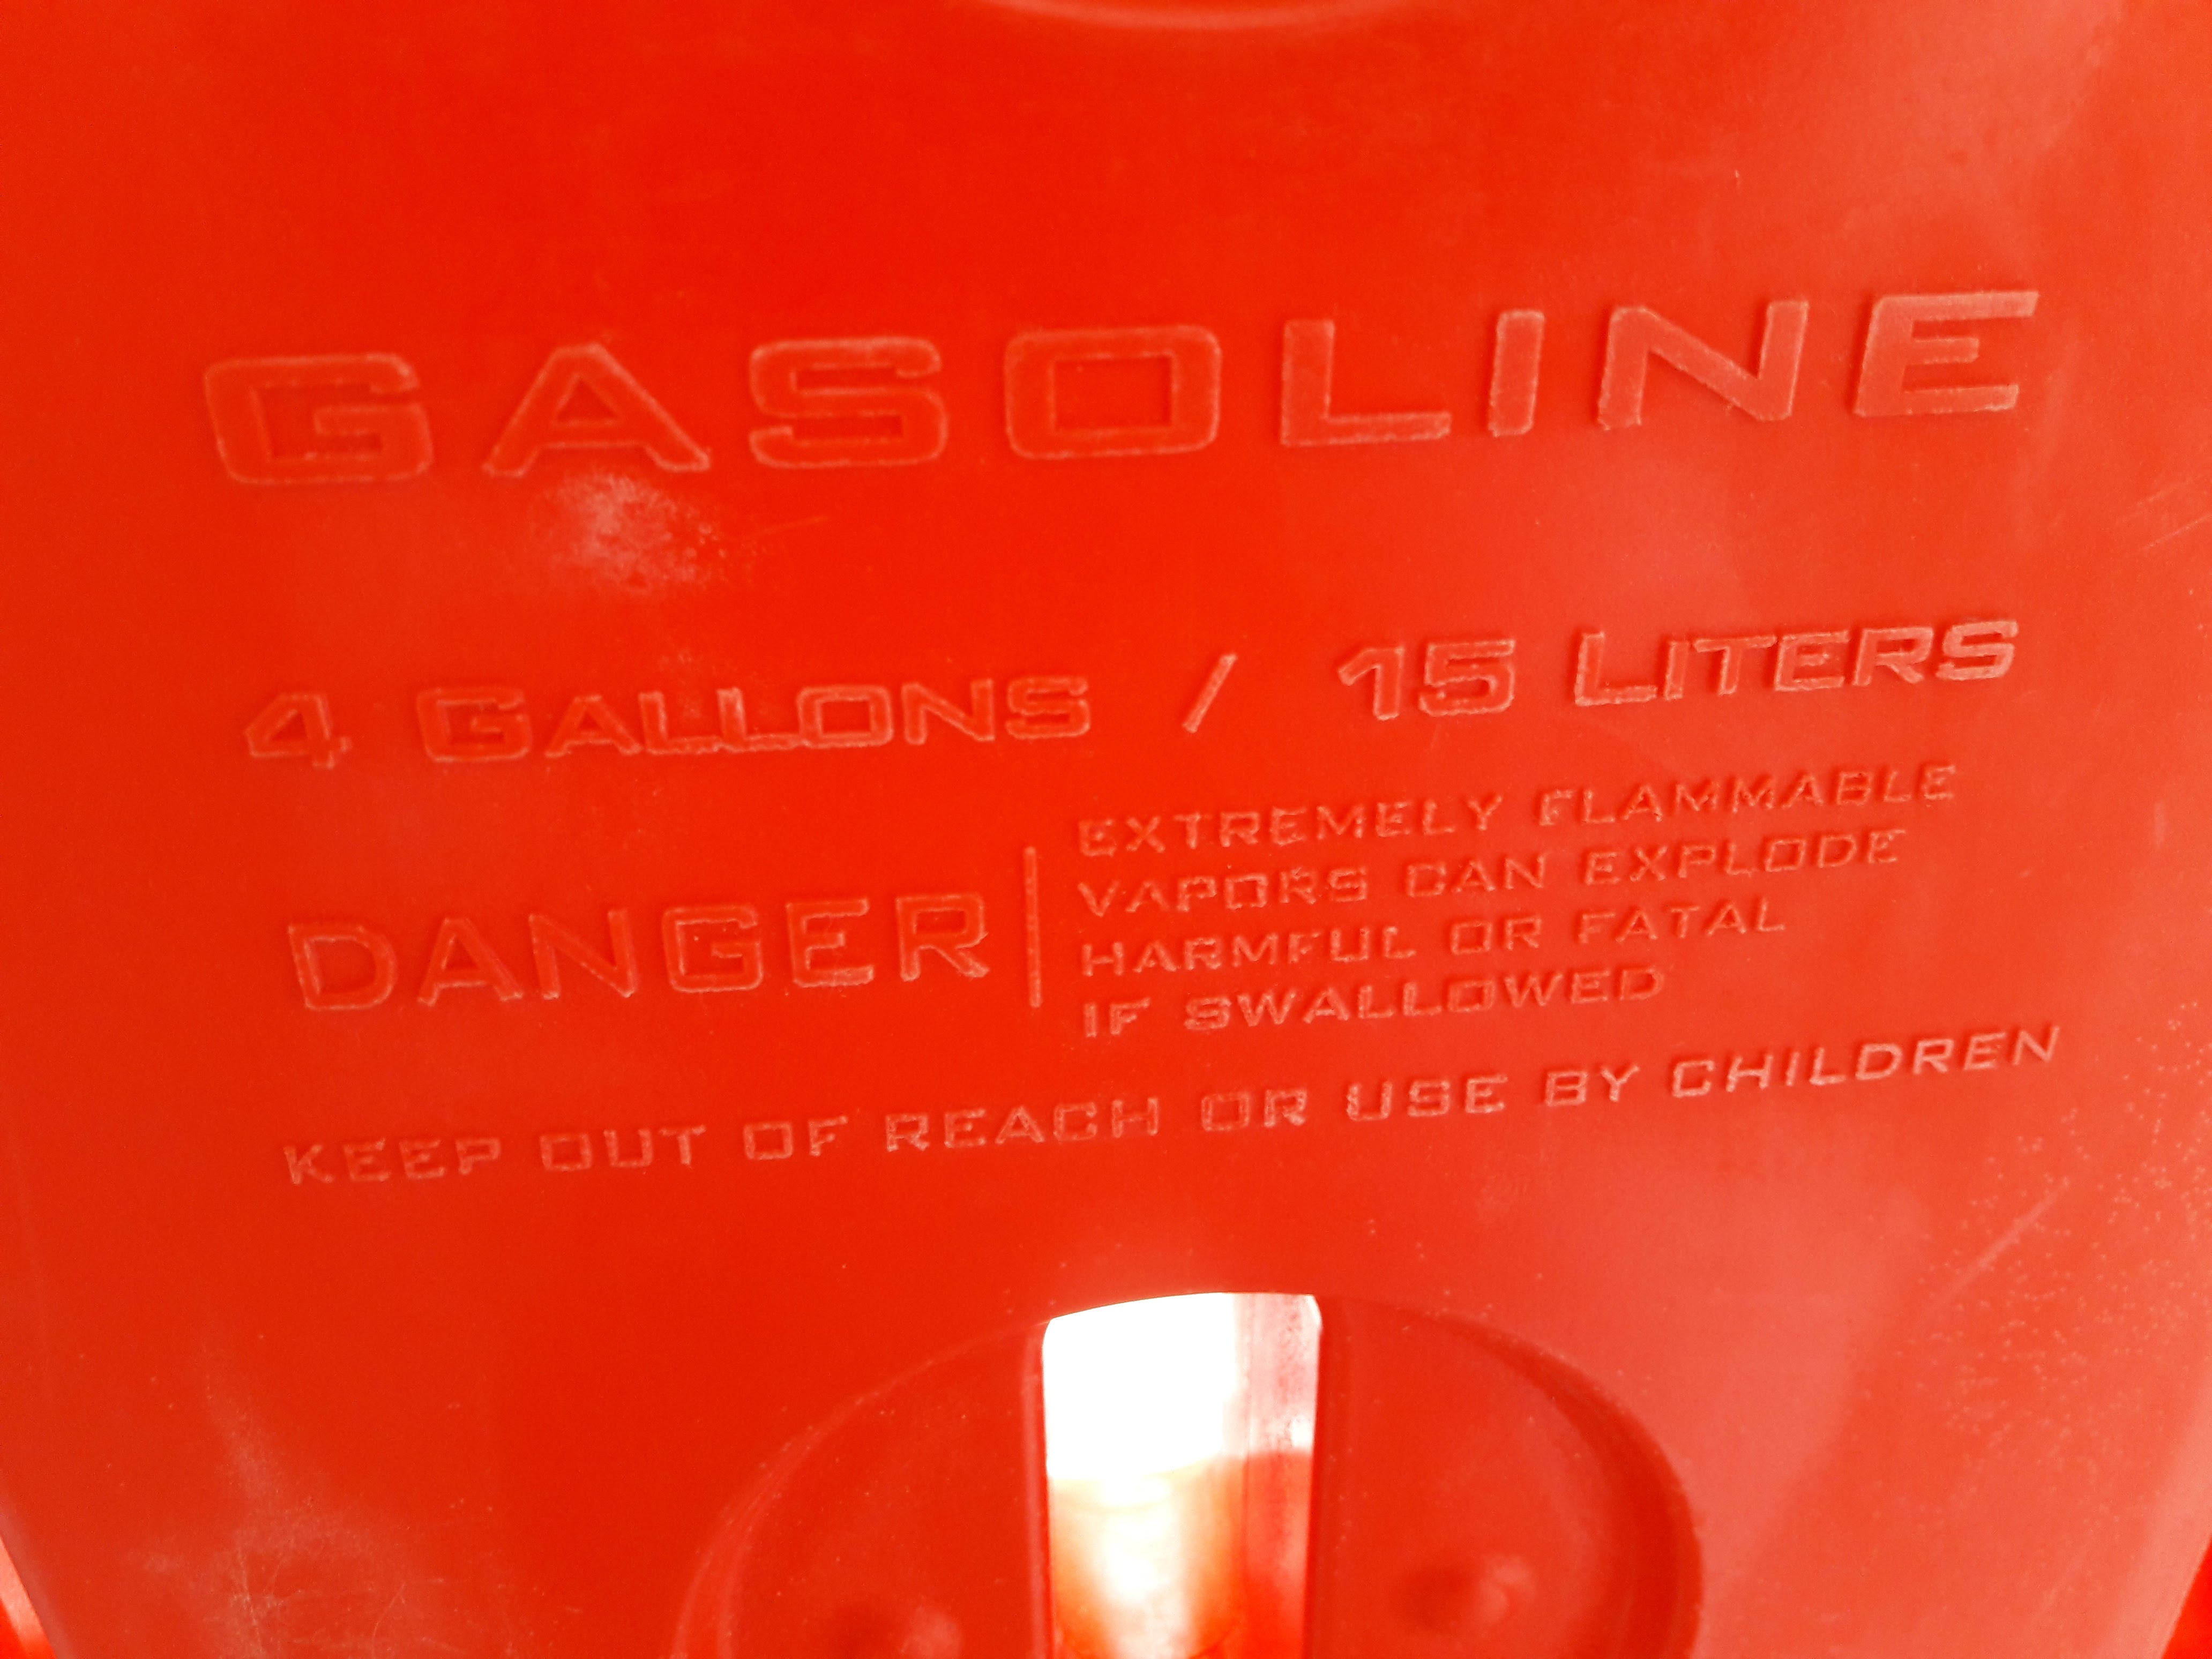 GASOLINE
4 GALLONS / 15 LITERS
DANGER
EXTREMELY FLAMMABLE
VAPORS CAN EXPLODE
HARMFUL OR FATAL
IF SWALLOWED
KEEP OUT OF REACH OR USE BY CHILDREN